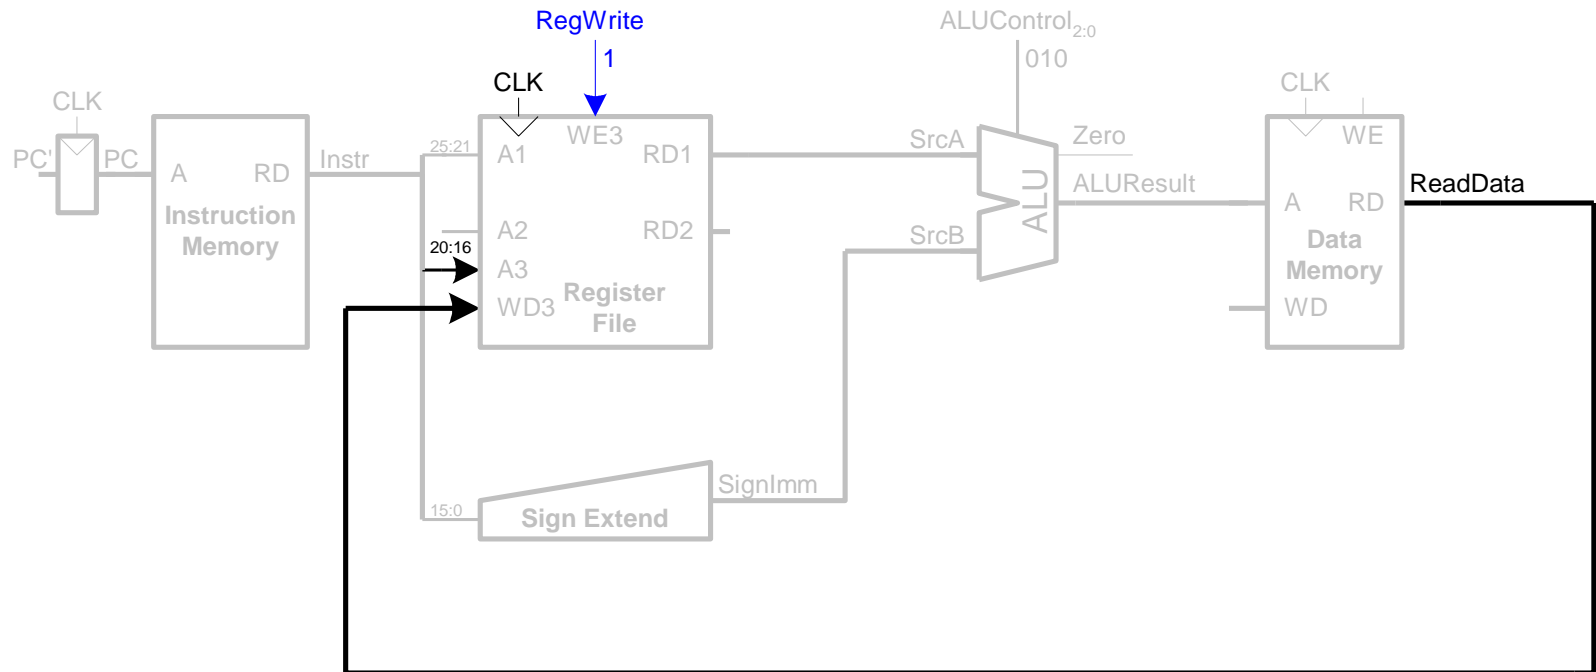 RegWrite
1
ALUControl2:0
010
CLK
CLK
CLK
PC'
PC
A
RD
Instruction
Memory
Instr
25:21
A1
WE3
RD1
A2
RD2
20:16
A3
WD3
Register
File
SrcA
SrcB
ALU
Zero
ALUResult
WE
A
RD
Data
Memory
WD
ReadData
15:0
Sign Extend
SignImm